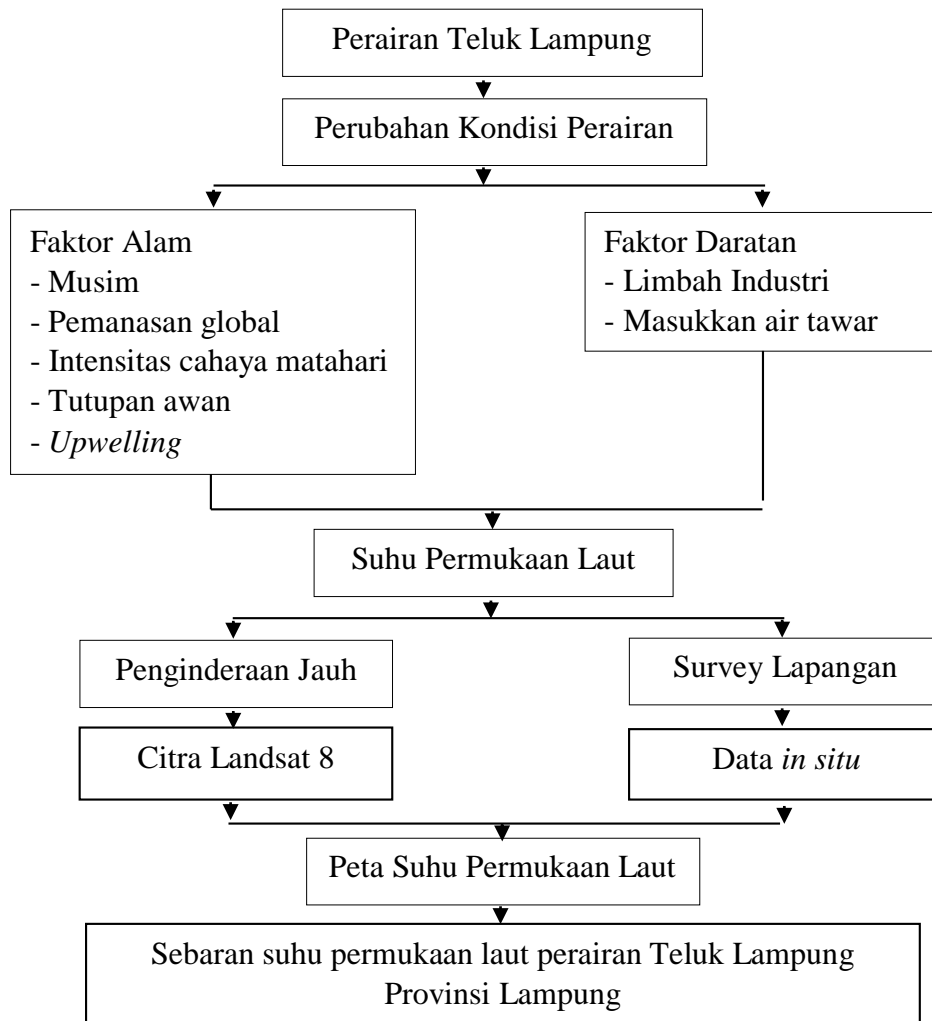 Perairan Teluk Lampung
Perubahan Kondisi Perairan
Faktor Alam
- Musim
- Pemanasan global
- Intensitas cahaya matahari
- Tutupan awan
- Upwelling
Faktor Daratan
- Limbah Industri
- Masukkan air tawar
Suhu Permukaan Laut
Penginderaan Jauh
Survey Lapangan
Citra Landsat 8
Data in situ
Peta Suhu Permukaan Laut
Sebaran suhu permukaan laut perairan Teluk Lampung
Provinsi Lampung